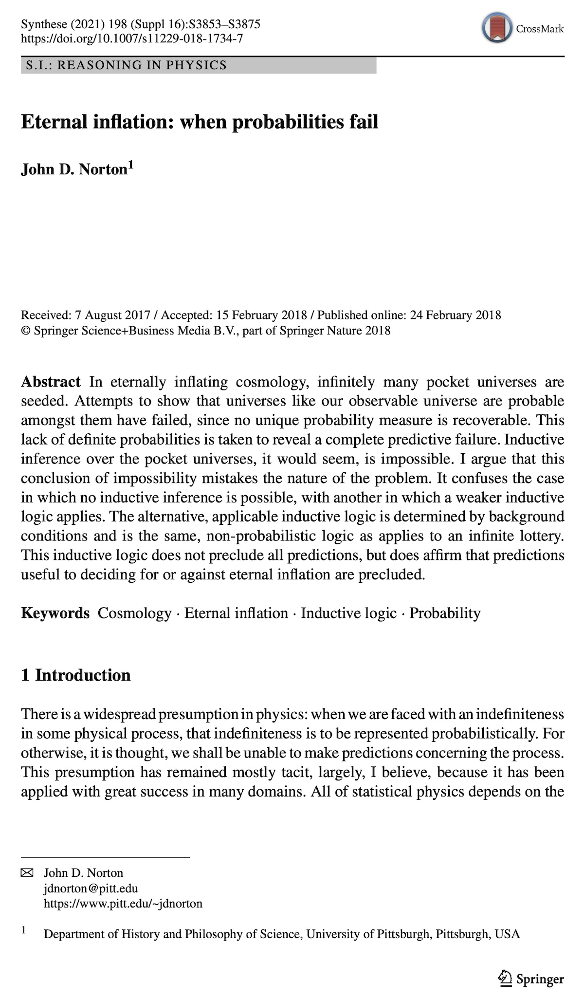 Synthese (2021) 198 (Suppl 16):S3853–S3875
https://doi.org/10.1007/s11229-018-1734-7
CrossMark
S.I.: REASONING IN PHYSICS
Eternal inflation: when probabilities fail
John D. Norton1
Received: 7 August 2017 / Accepted: 15 February 2018 / Published online: 24 February 2018
© Springer Science+Business Media B.V., part of Springer Nature 2018
Abstract In eternally inflating cosmology, infinitely many pocket universes are
seeded. Attempts to show that universes like our observable universe are probable
amongst them have failed, since no unique probability measure is recoverable. This
lack of definite probabilities is taken to reveal a complete predictive failure. Inductive
inference over the pocket universes, it would seem, is impossible. I argue that this
conclusion of impossibility mistakes the nature of the problem. It confuses the case
in which no inductive inference is possible, with another in which a weaker inductive
logic applies. The alternative, applicable inductive logic is determined by background
conditions and is the same, non-probabilistic logic as applies to an infinite lottery.
This inductive logic does not preclude all predictions, but does affirm that predictions
useful to deciding for or against eternal inflation are precluded.
Keywords Cosmology · Eternal inflation · Inductive logic · Probability
1 Introduction
There is a widespread presumption in physics: when we are faced with an indefiniteness
in some physical process, that indefiniteness is to be represented probabilistically. For
otherwise, it is thought, we shall be unable to make predictions concerning the process.
This presumption has remained mostly tacit, largely, I believe, because it has been
applied with great success in many domains. All of statistical physics depends on the
John D. Norton
jdnorton@pitt.edu
https://www.pitt.edu/~jdnorton
1 Department of History and Philosophy of Science, University of Pittsburgh, Pittsburgh, USA
Springer